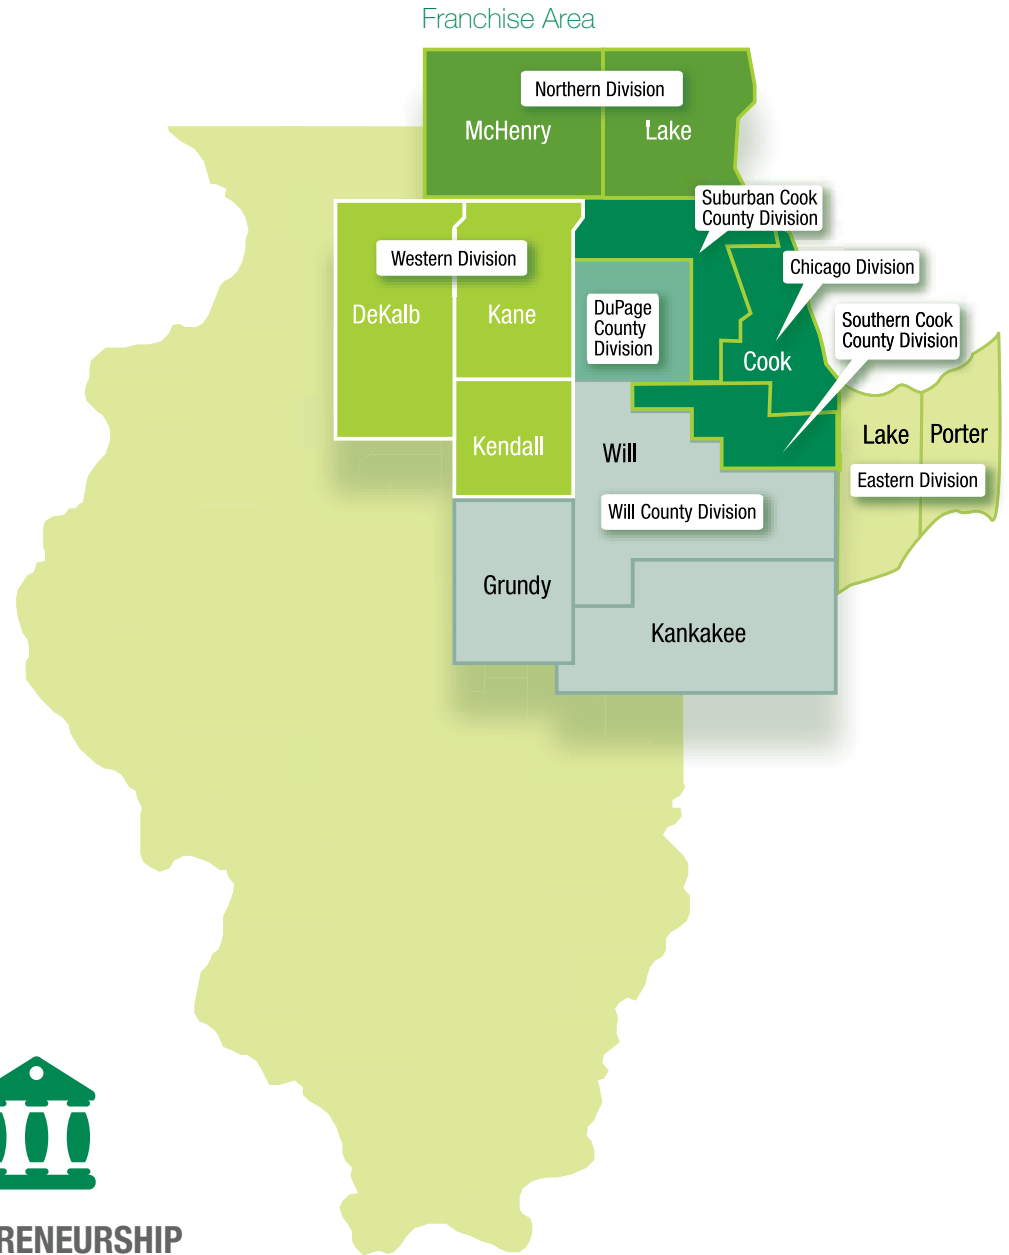 Franchise Area
Northern Division
McHenry
Lake
Suburban Cook
County Division
Western Division
Chicago Division
DeKalb
Kane
DuPage
County
Division
Southern Cook
County Division
Cook
Kendall
Will
Lake
Porter
Eastern Division
Will County Division
Grundy
Kankakee
RENEURSHIP